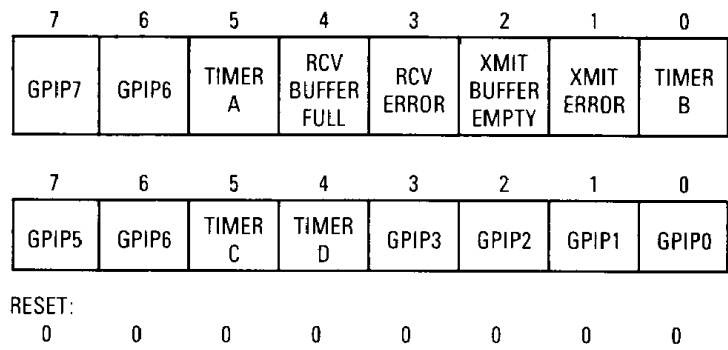 7 6 5 4 3 2 1 0
GPIP7 GPIP6 TIMER A RCV BUFFER FULL RCV ERROR XMIT BUFFER EMPTY XMIT ERROR TIMER B
7 6 5 4 3 2 1 0
GPIP5 GPIP6 TIMER C TIMER D GPIP3 GPIP2 GPIP1 GPIP0
RESET:
0 0 0 0 0 0 0 0